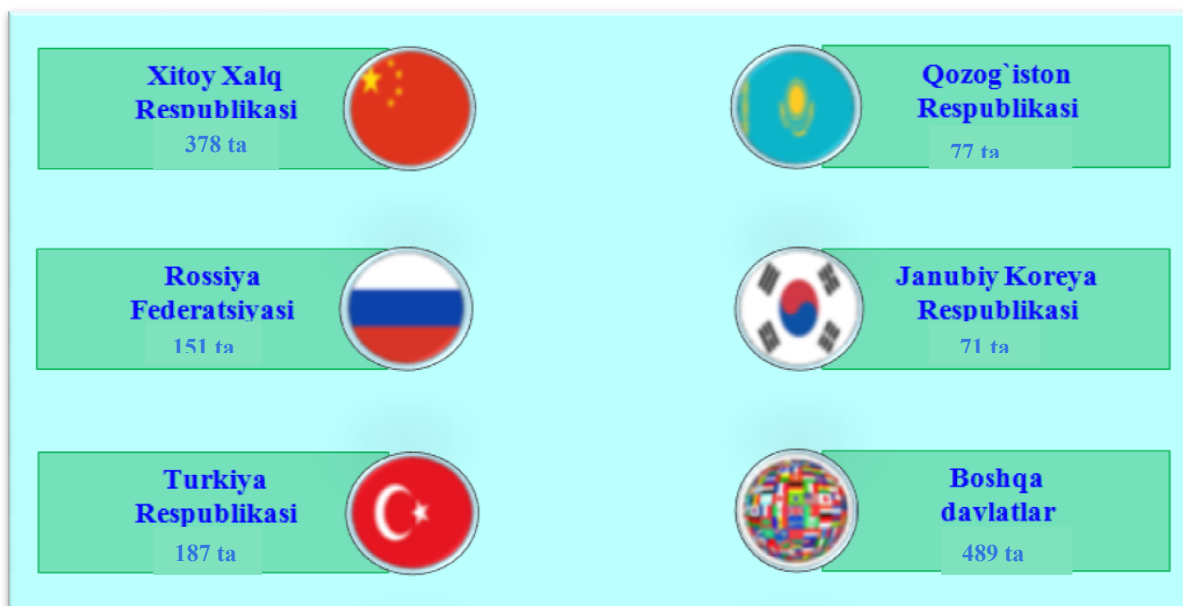 Xitoy Xalq
Respublikasi
378 ta
Qozog`iston
Respublikasi
77 ta
Rossiya
Federatsiyasi
151 ta
Janubiy Koreya
Respublikasi
71 ta
Turkiya
Respublikasi
187 ta
Boshqa
davlatlar
489 ta